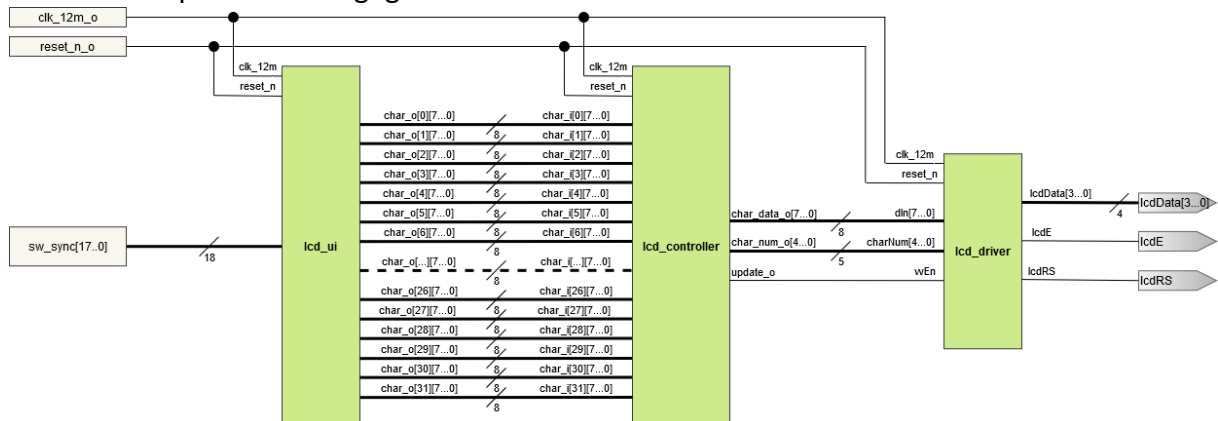 clk_12m_o
reset_n_o
clk_12m
reset_n
clk_12m
reset_n
char_o[0][7...0] 8 char_i[0][7...0]
char_o[1][7...0] 8 char_i[1][7...0]
char_o[2][7...0] 8 char_i[2][7...0]
char_o[3][7...0] 8 char_i[3][7...0]
char_o[4][7...0] 8 char_i[4][7...0]
char_o[5][7...0] 8 char_i[5][7...0]
char_o[6][7...0] 8 char_i[6][7...0]
char_o[...][7...0] 8 char_i[...][7...0]
char_o[26][7...0] 8 char_i[26][7...0]
char_o[27][7...0] 8 char_i[27][7...0]
char_o[28][7...0] 8 char_i[28][7...0]
char_o[29][7...0] 8 char_i[29][7...0]
char_o[30][7...0] 8 char_i[30][7...0]
char_o[31][7...0] 8 char_i[31][7...0]
sw_sync[17..0]
18
lcd_ui
lcd_controller
char_data_o[7...0] 8 dIn[7...0]
char_num_o[4...0] 5 charNum[4...0]
update_o wEn
clk_12m
reset_n
lcd_driver
lcdData[3...0] 4 lcdData[3...0]
lcdE lcdE
lcdRS lcdRS